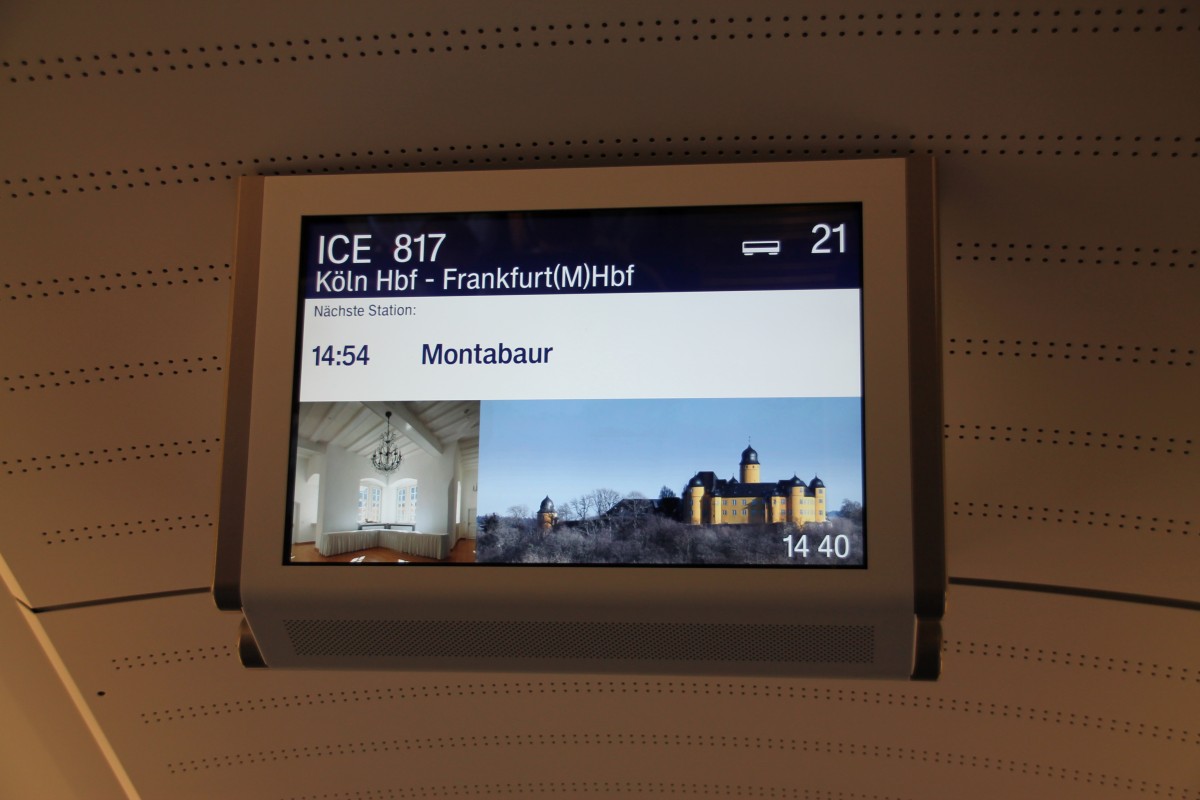 ICE 817 21
Köln Hbf - Frankfurt(M)Hbf
Nächste Station:
14:54 Montabaur
14 40